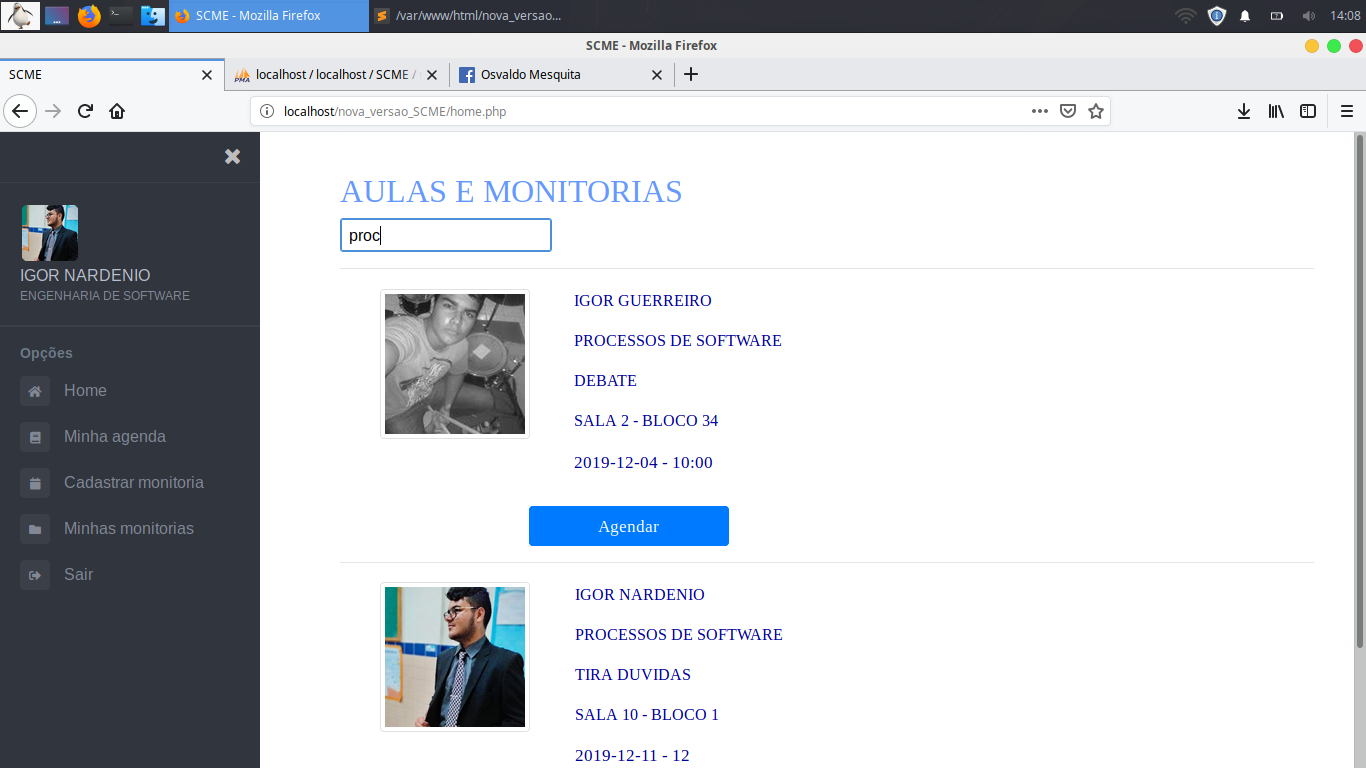 SCME - Mozilla Firefox
/var/www/html/nova_versao...
14:08
SCME - Mozilla Firefox
SCME
PMA
localhost / localhost / SCME /
Osvaldo Mesquita
localhost/nova_versao_SCME/home.php
IGOR NARDENIO
ENGENHARIA DE SOFTWARE
Opções
Home
Minha agenda
Cadastrar monitoria
Minhas monitorias
Sair
AULAS E MONITORIAS
proc
IGOR GUERREIRO
PROCESSOS DE SOFTWARE
DEBATE
SALA 2 - BLOCO 34
2019-12-04 - 10:00
Agendar
IGOR NARDENIO
PROCESSOS DE SOFTWARE
TIRA DUVIDAS
SALA 10 - BLOCO 1
2019-12-11 - 12